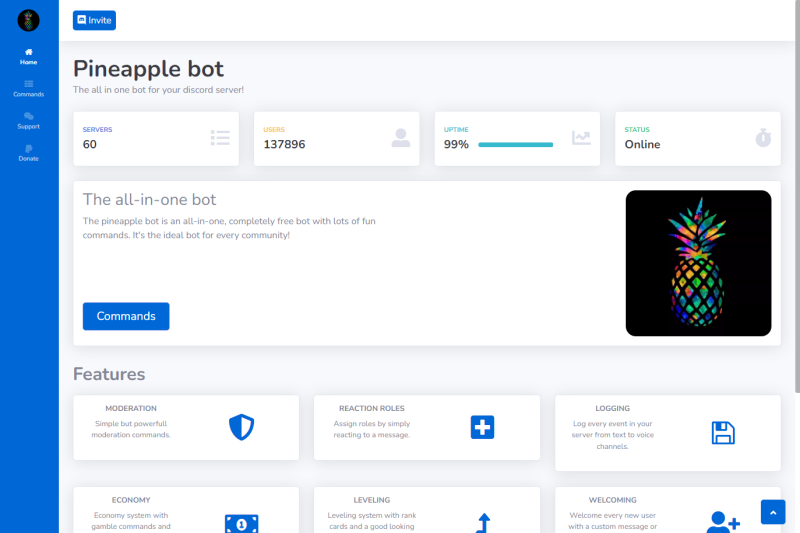 Invite
Home
Commands
Support
Donate
Pineapple bot
The all in one bot for your discord server!
SERVERS
60
USERS
137896
UPTIME
99%
STATUS
Online
The all-in-one bot
The pineapple bot is an all-in-one, completely free bot with lots of fun
commands. It's the ideal bot for every community!
Commands
Features
MODERATION
Simple but powerfull
moderation commands.
REACTION ROLES
Assign roles by simply
reacting to a message.
LOGGING
Log every event in your
server from text to voice
channels.
ECONOMY
Economy system with
gamble commands and
1
LEVELING
Leveling system with rank
cards and a good looking
WELCOMING
Welcome every new user
with a custom message or